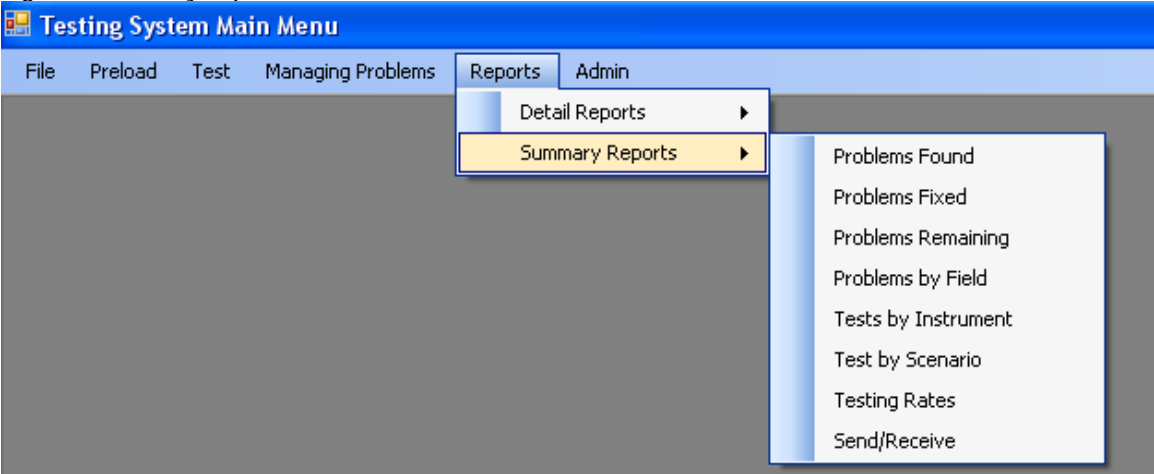 Testing System Main Menu
File Preload Test Managing Problems Reports Admin
Detail Reports
Summary Reports
Problems Found
Problems Fixed
Problems Remaining
Problems by Field
Tests by Instrument
Test by Scenario
Testing Rates
Send/Receive